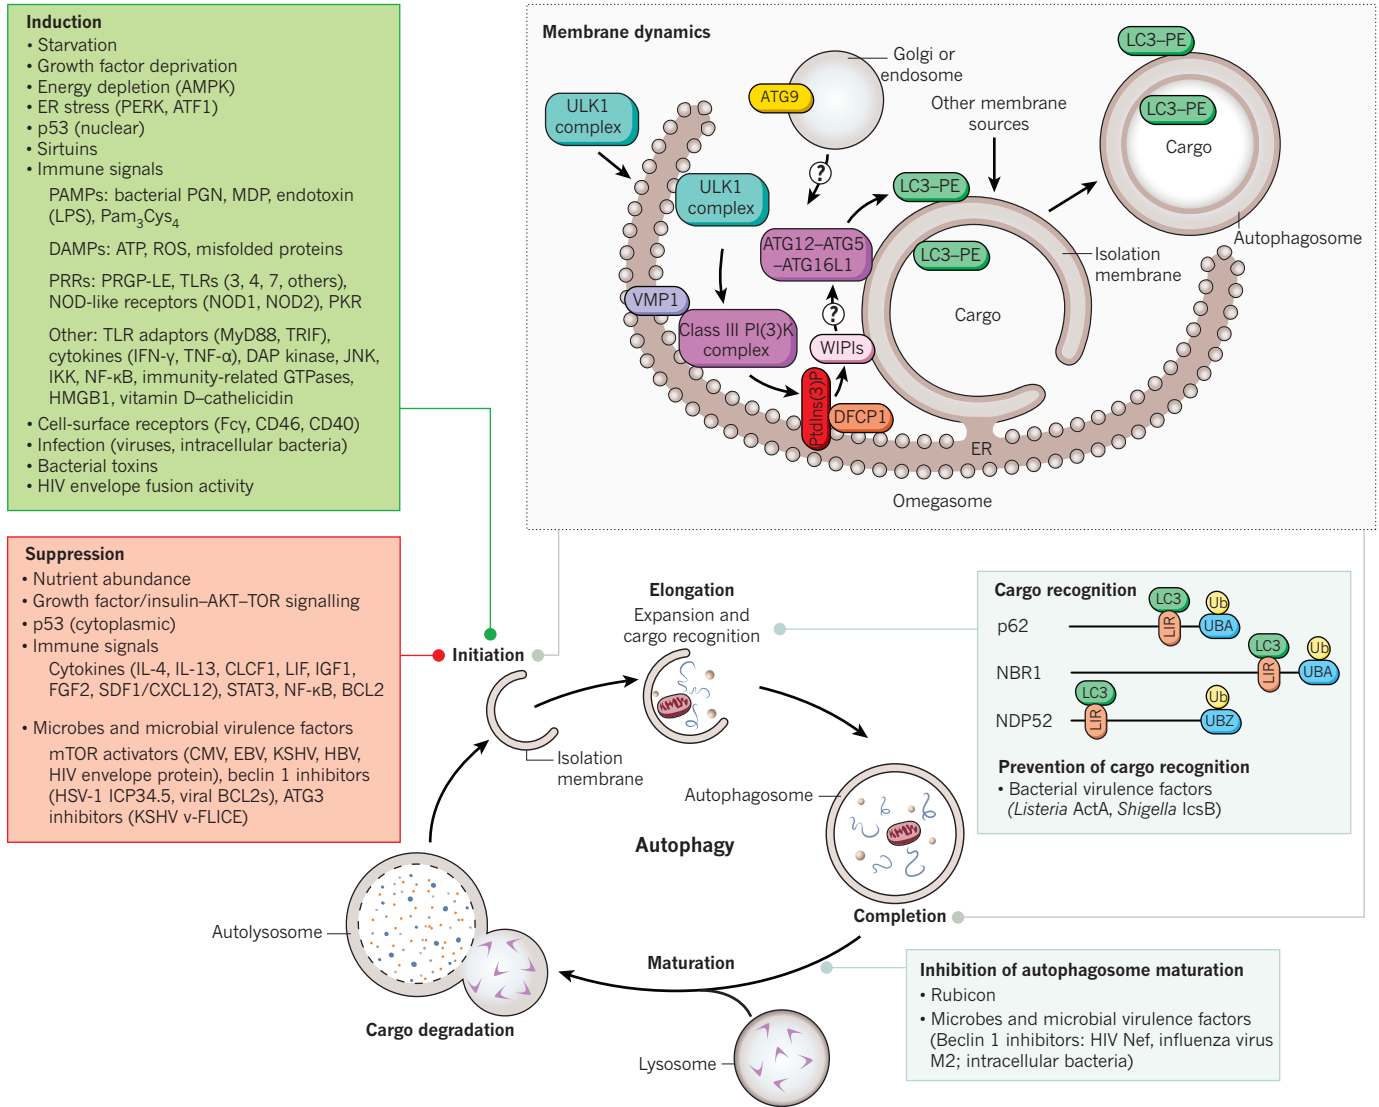 Induction
• Starvation
• Growth factor deprivation
• Energy depletion (AMPK)
• ER stress (PERK, ATF1)
• p53 (nuclear)
• Sirtuins
• Immune signals
PAMPs: bacterial PGN, MDP, endotoxin
(LPS), Pam3Cys4
DAMPs: ATP, ROS, misfolded proteins
PRRs: PRGP-LE, TLRs (3, 4, 7, others),
NOD-like receptors (NOD1, NOD2), PKR
Other: TLR adaptors (MyD88, TRIF),
cytokines (IFN-γ, TNF-α), DAP kinase, JNK,
IKK, NF-κB, immunity-related GTPases,
HMGB1, vitamin D–cathelicidin
• Cell-surface receptors (Fcγ, CD46, CD40)
• Infection (viruses, intracellular bacteria)
• Bacterial toxins
• HIV envelope fusion activity
Membrane dynamics
ULK1
complex
ATG9
Golgi or
endosome
?
ULK1
complex
VMP1
Class III PI(3)K
complex
PtdIns(3)P
DFCP1
WIPIs
?
ATG12–ATG5
–ATG16L1
LC3–PE
LC3–PE
Other membrane
sources
Cargo
Isolation
membrane
LC3–PE
LC3–PE
Cargo
Autophagosome
ER
Omegasome
Suppression
• Nutrient abundance
• Growth factor/insulin–AKT–TOR signalling
• p53 (cytoplasmic)
• Immune signals
Cytokines (IL-4, IL-13, CLCF1, LIF, IGF1,
FGF2, SDF1/CXCL12), STAT3, NF-κB, BCL2
• Microbes and microbial virulence factors
mTOR activators (CMV, EBV, KSHV, HBV,
HIV envelope protein), beclin 1 inhibitors
(HSV-1 ICP34.5, viral BCL2s), ATG3
inhibitors (KSHV v-FLICE)
Initiation
Isolation
membrane
Elongation
Expansion and
cargo recognition
Cargo recognition
p62
LC3
LIR
Ub
UBA
NBR1
LC3
LIR
Ub
UBA
NDP52
LC3
LIR
Ub
UBZ
Prevention of cargo recognition
• Bacterial virulence factors
(Listeria ActA, Shigella IcsB)
Autophagosome
Autophagy
Completion
Autolysosome
Cargo degradation
Maturation
Lysosome
Inhibition of autophagosome maturation
• Rubicon
• Microbes and microbial virulence factors
(Beclin 1 inhibitors: HIV Nef, influenza virus
M2; intracellular bacteria)